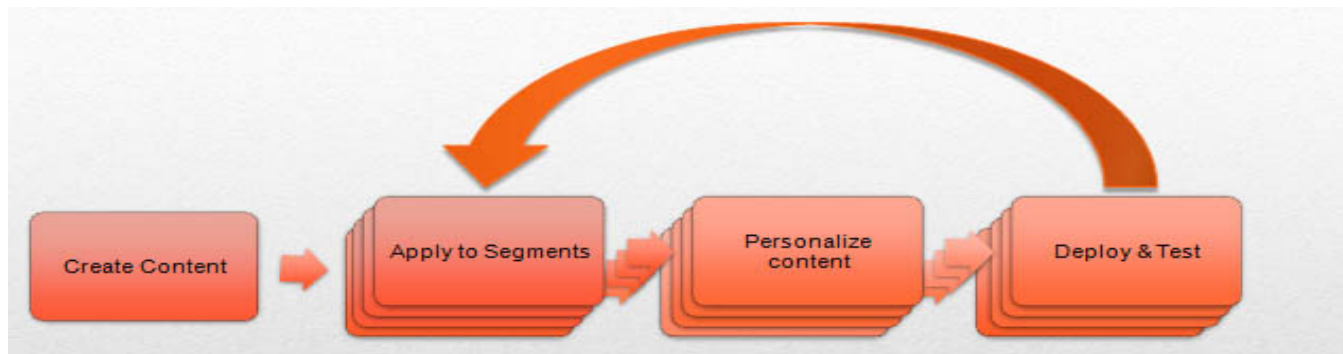 Create Content
Apply to Segments
Personalize
content
Deploy & Test